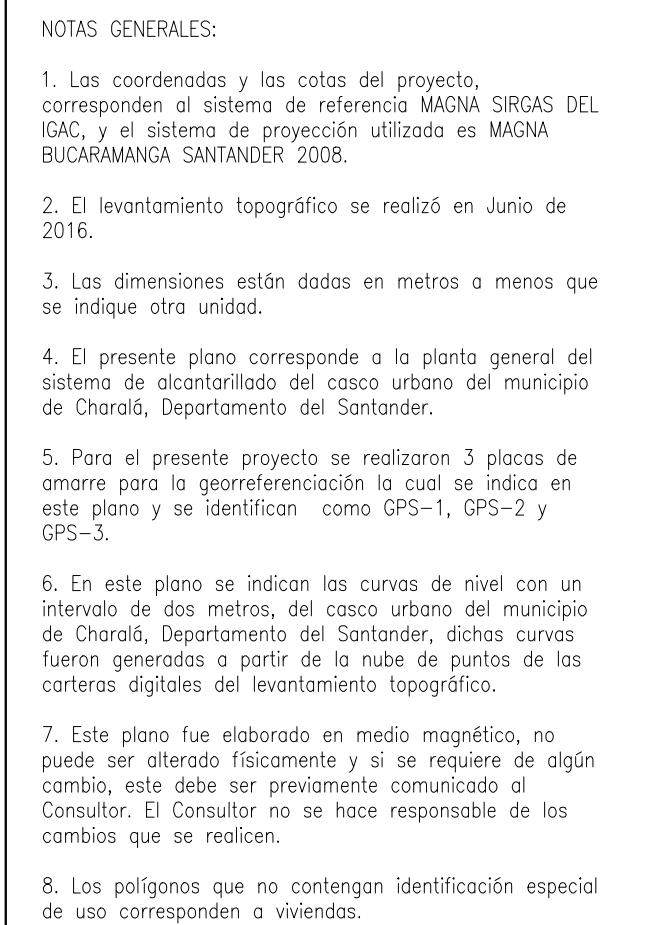 NOTAS GENERALES:
1. Las coordenadas y las cotas del proyecto,
corresponden al sistema de referencia MAGNA SIRGAS DEL
IGAC, y el sistema de proyección utilizada es MAGNA
BUCARAMANGA SANTANDER 2008.
2. El levantamiento topográfico se realizó en Junio de
2016.
3. Las dimensiones están dadas en metros a menos que
se indique otra unidad.
4. El presente plano corresponde a la planta general del
sistema de alcantarillado del casco urbano del municipio
de Charalá, Departamento del Santander.
5. Para el presente proyecto se realizaron 3 placas de
amarre para la georreferenciación la cual se indica en
este plano y se identifican  como GPS-1, GPS-2 y
GPS-3.
6. En este plano se indican las curvas de nivel con un
intervalo de dos metros, del casco urbano del municipio
de Charalá, Departamento del Santander, dichas curvas
fueron generadas a partir de la nube de puntos de las
carteras digitales del levantamiento topográfico.
7. Este plano fue elaborado en medio magnético, no
puede ser alterado físicamente y si se requiere de algún
cambio, este debe ser previamente comunicado al
Consultor. El Consultor no se hace responsable de los
cambios que se realicen.
8. Los polígonos que no contengan identificación especial
de uso corresponden a viviendas.